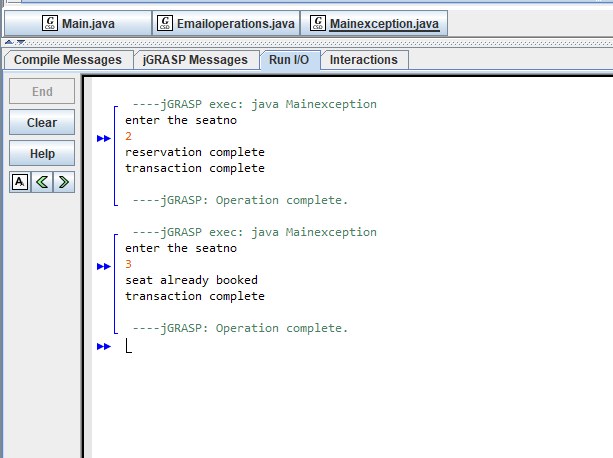 Main.java Emailoperations.java Mainexception.java
Compile Messages jGRASP Messages Run I/O Interactions
End
Clear
Help
A
----jGRASP exec: java Mainexception
enter the seatno
2
reservation complete
transaction complete
----jGRASP: Operation complete.
----jGRASP exec: java Mainexception
enter the seatno
3
seat already booked
transaction complete
----jGRASP: Operation complete.